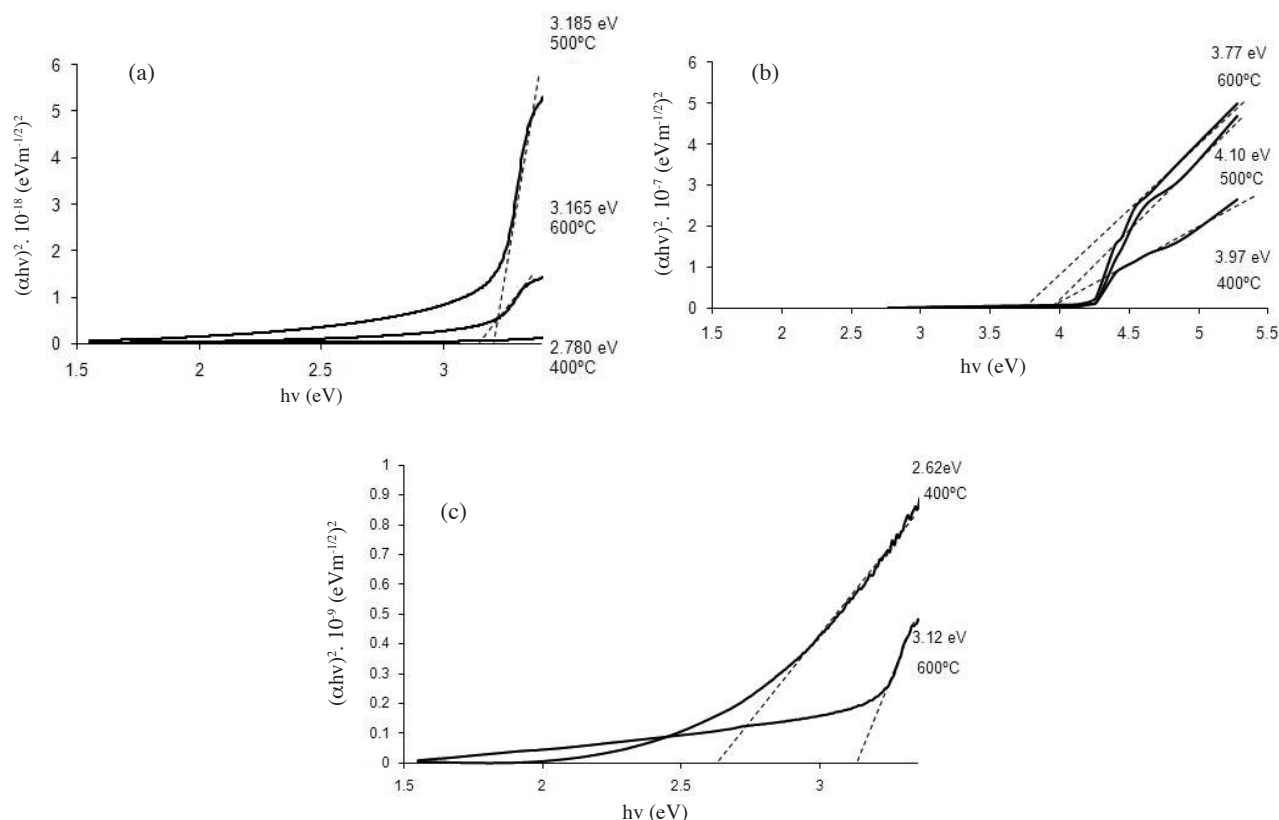 (a)
3.185 eV
500ºC
3.165 eV
600ºC
2.780 eV
400ºC
(αhν)². 10⁻¹⁸ (eVm⁻¹/²)²
6
5
4
3
2
1
0
1.5 2 2.5 3
hν (eV)
(b)
3.77 eV
600ºC
4.10 eV
500ºC
3.97 eV
400ºC
(αhν)². 10⁻⁷ (eVm⁻¹/²)²
6
5
4
3
2
1
0
1.5 2 2.5 3 3.5 4 4.5 5 5.5
hν (eV)
(c)
2.62eV
400ºC
3.12 eV
600ºC
(αhν)². 10⁻⁹ (eVm⁻¹/²)²
1
0.9
0.8
0.7
0.6
0.5
0.4
0.3
0.2
0.1
0
1.5 2 2.5 3
hν (eV)